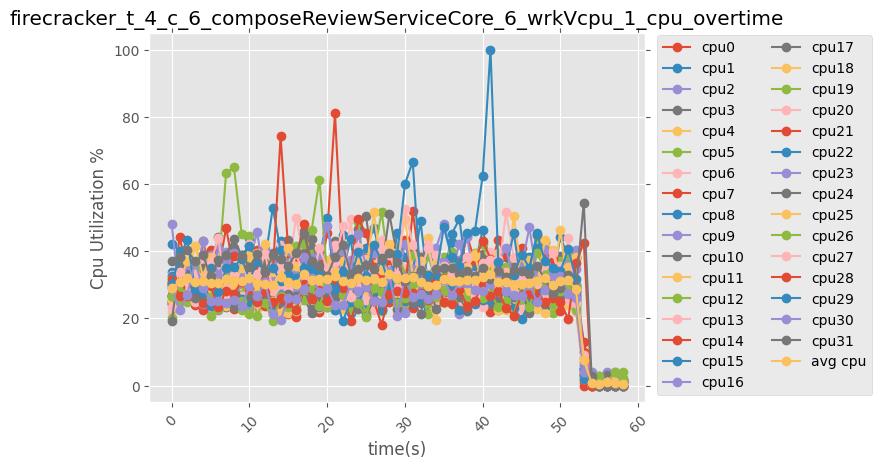 firecracker_t_4_c_6_composeReviewServiceCore_6_wrkVcpu_1_cpu_overtime
100
80
60
40
20
0
Cpu Utilization %
0
10
20
30
40
50
60
time(s)
cpu0
cpu1
cpu2
cpu3
cpu4
cpu5
cpu6
cpu7
cpu8
cpu9
cpu10
cpu11
cpu12
cpu13
cpu14
cpu15
cpu16
cpu17
cpu18
cpu19
cpu20
cpu21
cpu22
cpu23
cpu24
cpu25
cpu26
cpu27
cpu28
cpu29
cpu30
cpu31
avg cpu